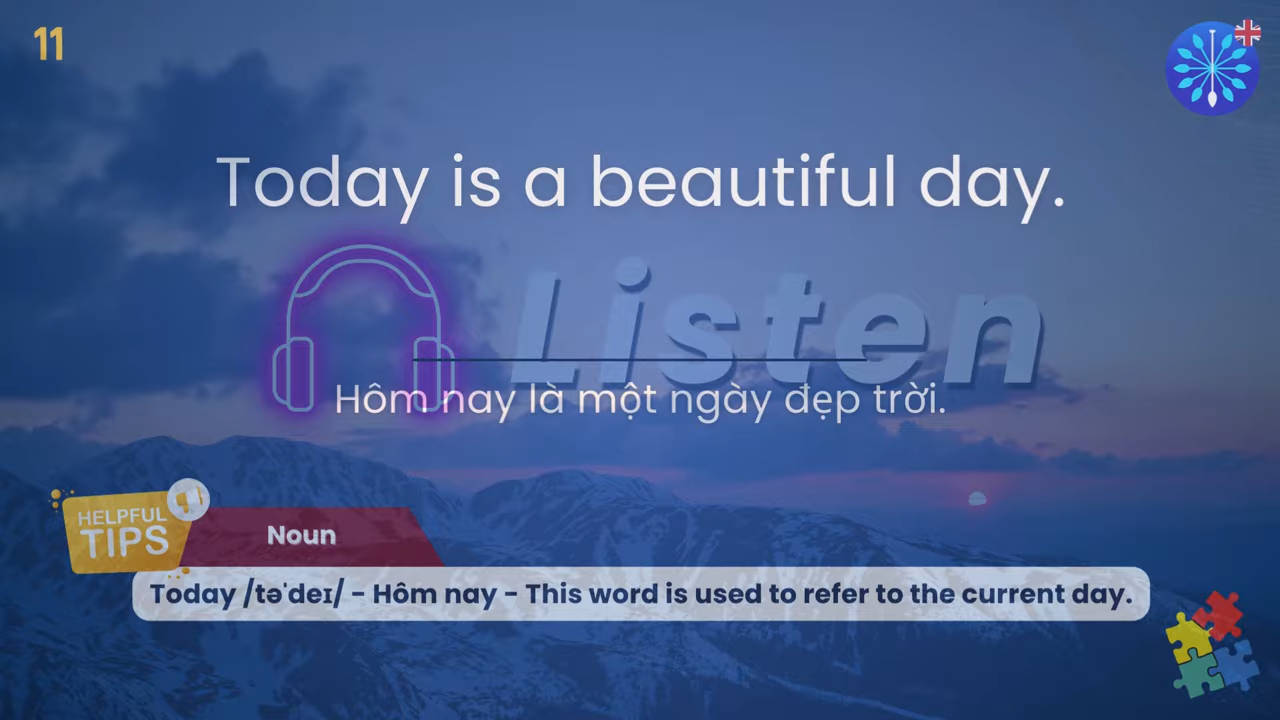 11
Today is a beautiful day.
Listen
Hôm nay là một ngày đẹp trời.
HELPFUL
TIPS
Noun
Today /təˈdeɪ/ - Hôm nay - This word is used to refer to the current day.